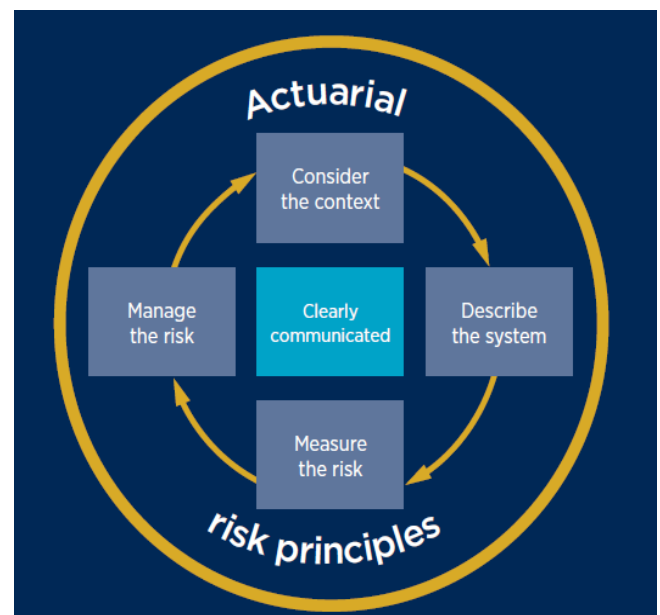 Actuarial
Consider
the context
Manage
the risk
Clearly
communicated
Describe
the system
Measure
the risk
risk principles